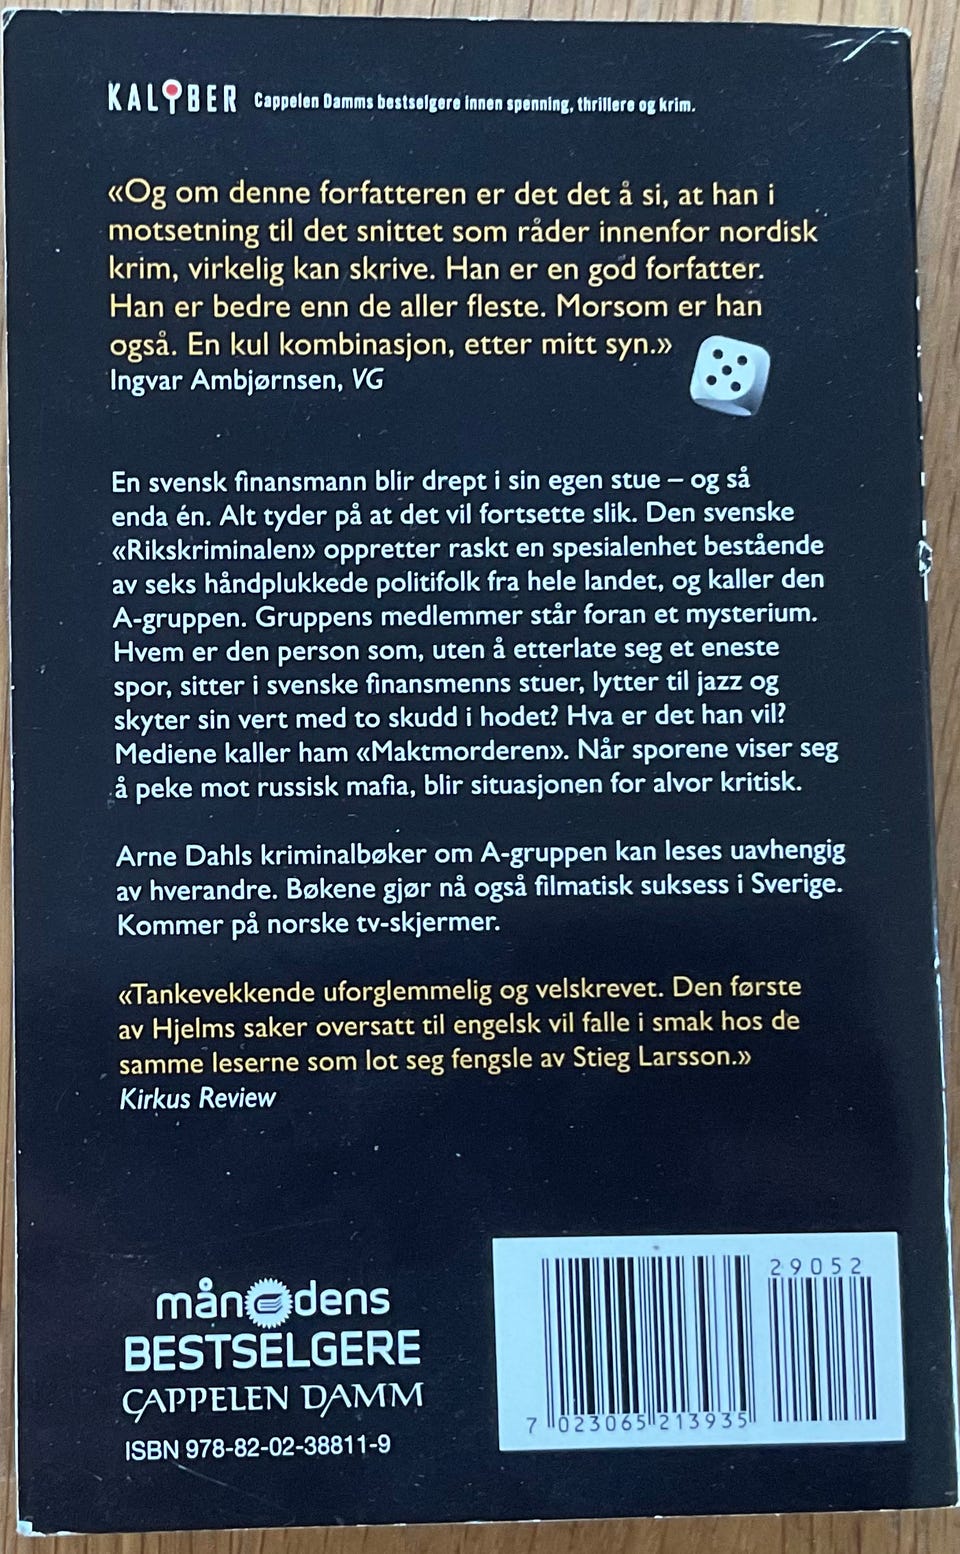 KALIBER Cappelen Damms bestselgere innen spenning, thrillere og krim.
«Og om denne forfatteren er det det å si, at han i
motsetning til det snittet som råder innenfor nordisk
krim, virkelig kan skrive. Han er en god forfatter.
Han er bedre enn de aller fleste. Morsom er han
også. En kul kombinasjon, etter mitt syn.»
Ingvar Ambjørnsen, VG
En svensk finansmann blir drept i sin egen stue – og så
enda én. Alt tyder på at det vil fortsette slik. Den svenske
«Rikskriminalen» oppretter raskt en spesialenhet bestående
av seks håndplukkede politifolk fra hele landet, og kaller den
A-gruppen. Gruppens medlemmer står foran et mysterium.
Hvem er den person som, uten å etterlate seg et eneste
spor, sitter i svenske finansmenns stuer, lytter til jazz og
skyter sin vert med to skudd i hodet? Hva er det han vil?
Mediene kaller ham «Maktmorderen». Når sporene viser seg
å peke mot russisk mafia, blir situasjonen for alvor kritisk.
Arne Dahls kriminalbøker om A-gruppen kan leses uavhengig
av hverandre. Bøkene gjør nå også filmatisk suksess i Sverige.
Kommer på norske tv-skjermer.
«Tankevekkende uforglemmelig og velskrevet. Den første
av Hjelms saker oversatt til engelsk vil falle i smak hos de
samme leserne som lot seg fengsle av Stieg Larsson.»
Kirkus Review
månedens
BESTSELGERE
CAPPELEN DAMM
ISBN 978-82-02-38811-9
29052
7 023065 213935